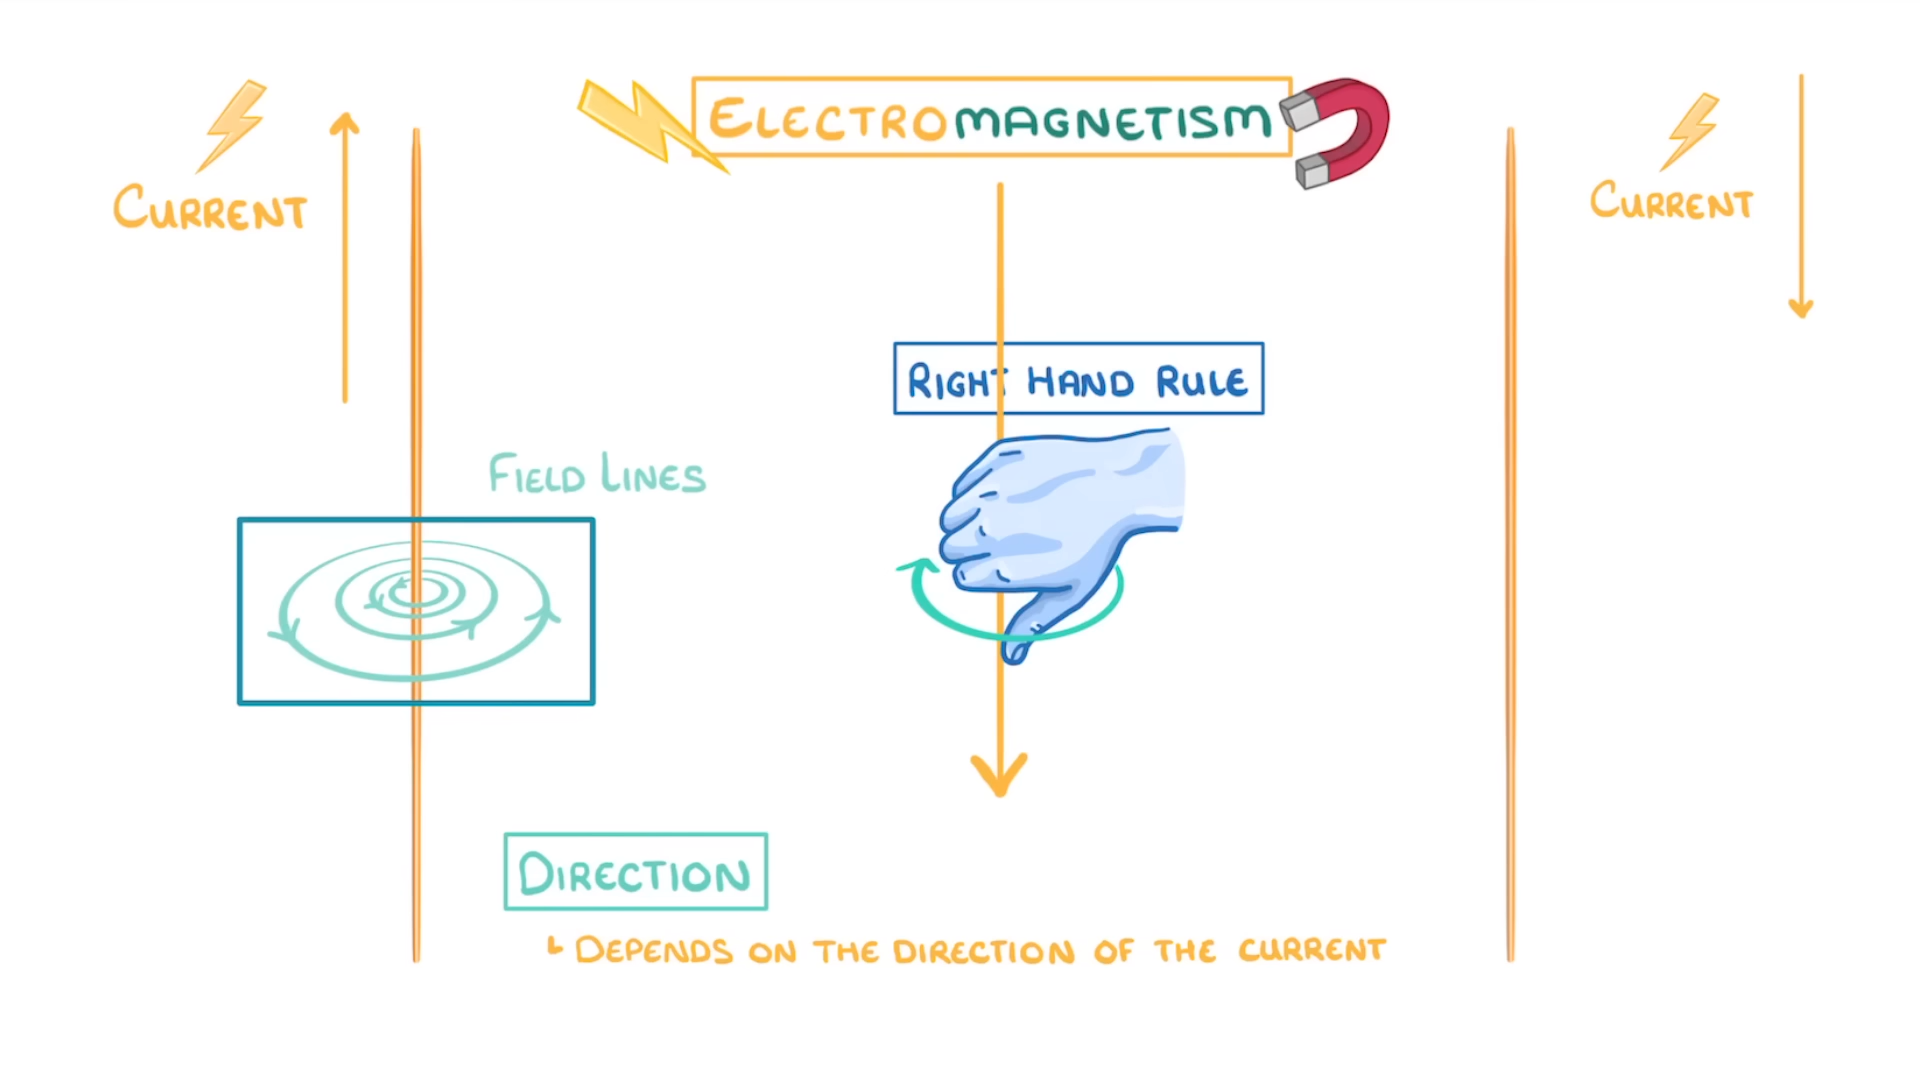 ELECTROMAGNETISM
CURRENT
CURRENT
RIGHT HAND RULE
FIELD LINES
DIRECTION
DEPENDS ON THE DIRECTION OF THE CURRENT